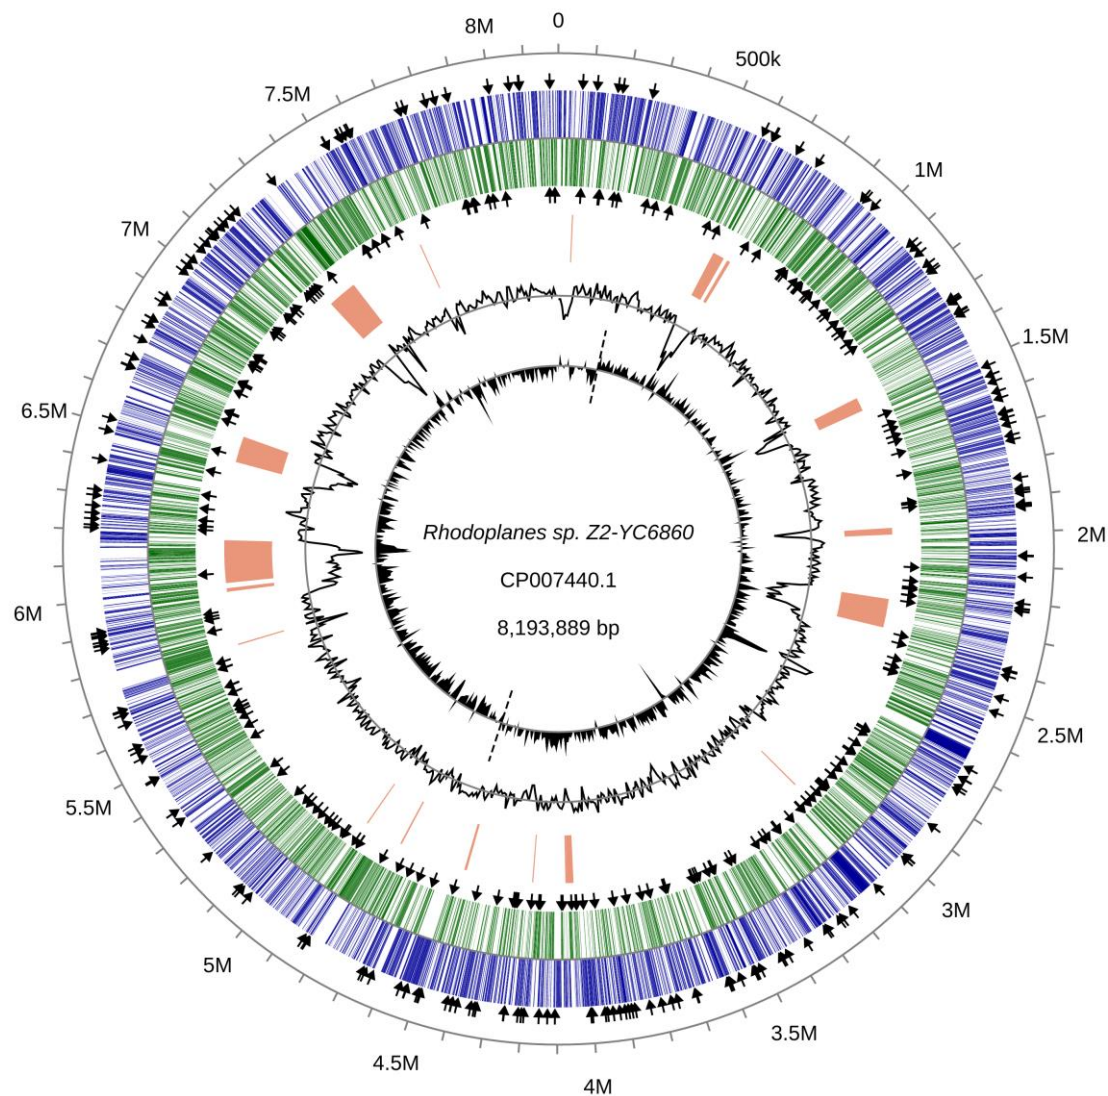 0
500k
1M
1.5M
2M
2.5M
3M
3.5M
4M
4.5M
5M
5.5M
6M
6.5M
7M
7.5M
8M
Rhodoplanes sp. Z2-YC6860
CP007440.1
8,193,889 bp